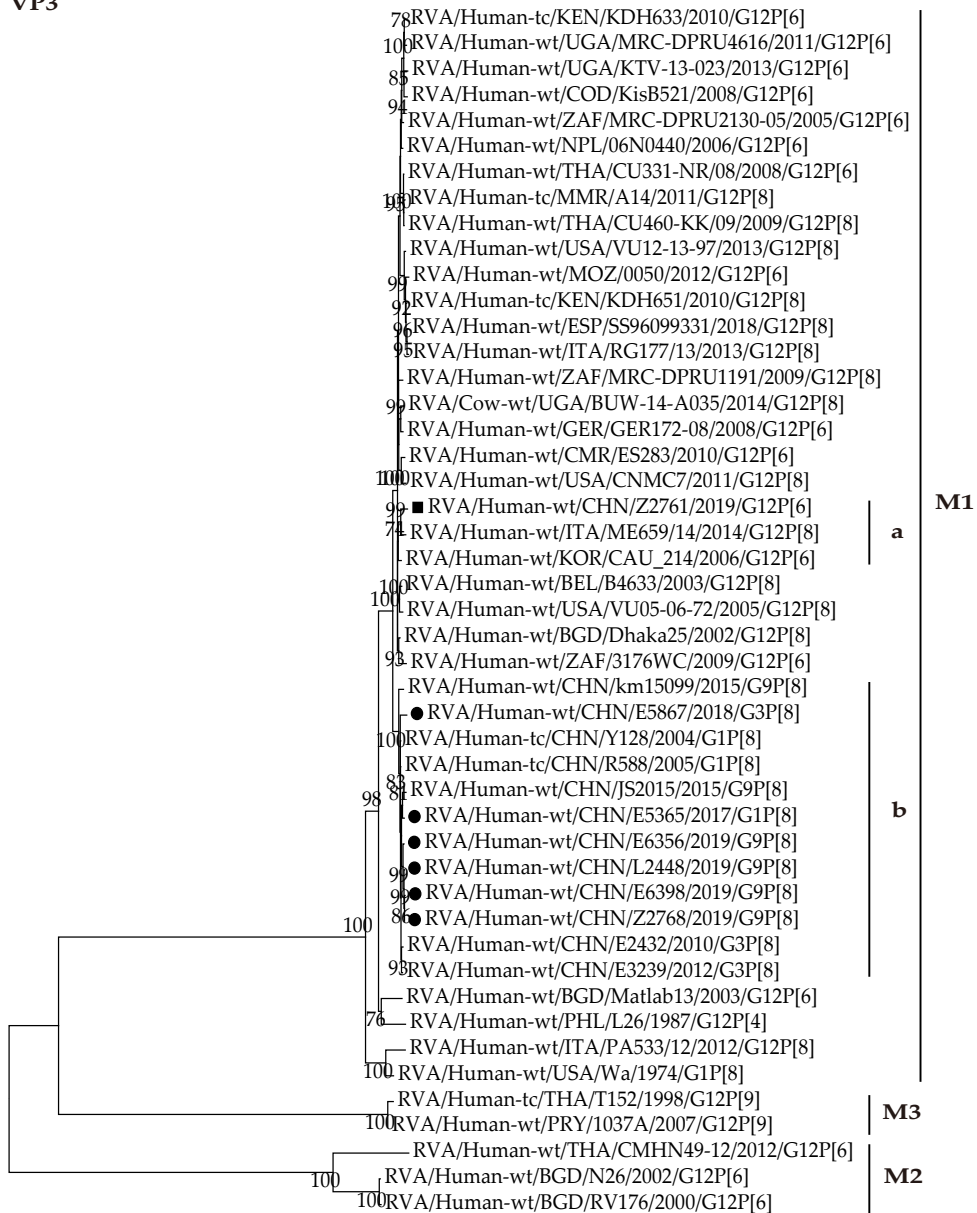 VP3
78 RVA/Human-tc/KEN/KDH633/2010/G12P[6]
100 RVA/Human-wt/UGA/MRC-DPRU4616/2011/G12P[6]
RVA/Human-wt/UGA/KTV-13-023/2013/G12P[6]
85
RVA/Human-wt/COD/KisB521/2008/G12P[6]
94
RVA/Human-wt/ZAF/MRC-DPRU2130-05/2005/G12P[6]
RVA/Human-wt/NPL/06N0440/2006/G12P[6]
RVA/Human-wt/THA/CU331-NR/08/2008/G12P[6]
RVA/Human-tc/MMR/A14/2011/G12P[8]
RVA/Human-wt/THA/CU460-KK/09/2009/G12P[8]
RVA/Human-wt/USA/VU12-13-97/2013/G12P[8]
RVA/Human-wt/MOZ/0050/2012/G12P[6]
99
RVA/Human-tc/KEN/KDH651/2010/G12P[8]
92
RVA/Human-wt/ESP/SS96099331/2018/G12P[8]
96
95 RVA/Human-wt/ITA/RG177/13/2013/G12P[8]
RVA/Human-wt/ZAF/MRC-DPRU1191/2009/G12P[8]
99 RVA/Cow-wt/UGA/BUW-14-A035/2014/G12P[8]
RVA/Human-wt/GER/GER172-08/2008/G12P[6]
RVA/Human-wt/CMR/ES283/2010/G12P[6]
100 RVA/Human-wt/USA/CNMC7/2011/G12P[8]
M1
99 RVA/Human-wt/CHN/Z2761/2019/G12P[6]
a
74 RVA/Human-wt/ITA/ME659/14/2014/G12P[8]
RVA/Human-wt/KOR/CAU_214/2006/G12P[6]
100 RVA/Human-wt/BEL/B4633/2003/G12P[8]
100
RVA/Human-wt/USA/VU05-06-72/2005/G12P[8]
RVA/Human-wt/BGD/Dhaka25/2002/G12P[8]
93 RVA/Human-wt/ZAF/3176WC/2009/G12P[6]
RVA/Human-wt/CHN/km15099/2015/G9P[8]
RVA/Human-wt/CHN/E5867/2018/G3P[8]
100 RVA/Human-tc/CHN/Y128/2004/G1P[8]
RVA/Human-tc/CHN/R588/2005/G1P[8]
83
RVA/Human-wt/CHN/JS2015/2015/G9P[8]
98
b
RVA/Human-wt/CHN/E5365/2017/G1P[8]
RVA/Human-wt/CHN/E6356/2019/G9P[8]
RVA/Human-wt/CHN/L2448/2019/G9P[8]
99
99 RVA/Human-wt/CHN/E6398/2019/G9P[8]
86 RVA/Human-wt/CHN/Z2768/2019/G9P[8]
100
RVA/Human-wt/CHN/E2432/2010/G3P[8]
93 RVA/Human-wt/CHN/E3239/2012/G3P[8]
RVA/Human-wt/BGD/Matlab13/2003/G12P[6]
76 RVA/Human-wt/PHL/L26/1987/G12P[4]
RVA/Human-wt/ITA/PA533/12/2012/G12P[8]
100 RVA/Human-wt/USA/Wa/1974/G1P[8]
RVA/Human-tc/THA/T152/1998/G12P[9]
M3
100 RVA/Human-wt/PRY/1037A/2007/G12P[9]
RVA/Human-wt/THA/CMHN49-12/2012/G12P[6]
M2
100 RVA/Human-wt/BGD/N26/2002/G12P[6]
100 RVA/Human-wt/BGD/RV176/2000/G12P[6]